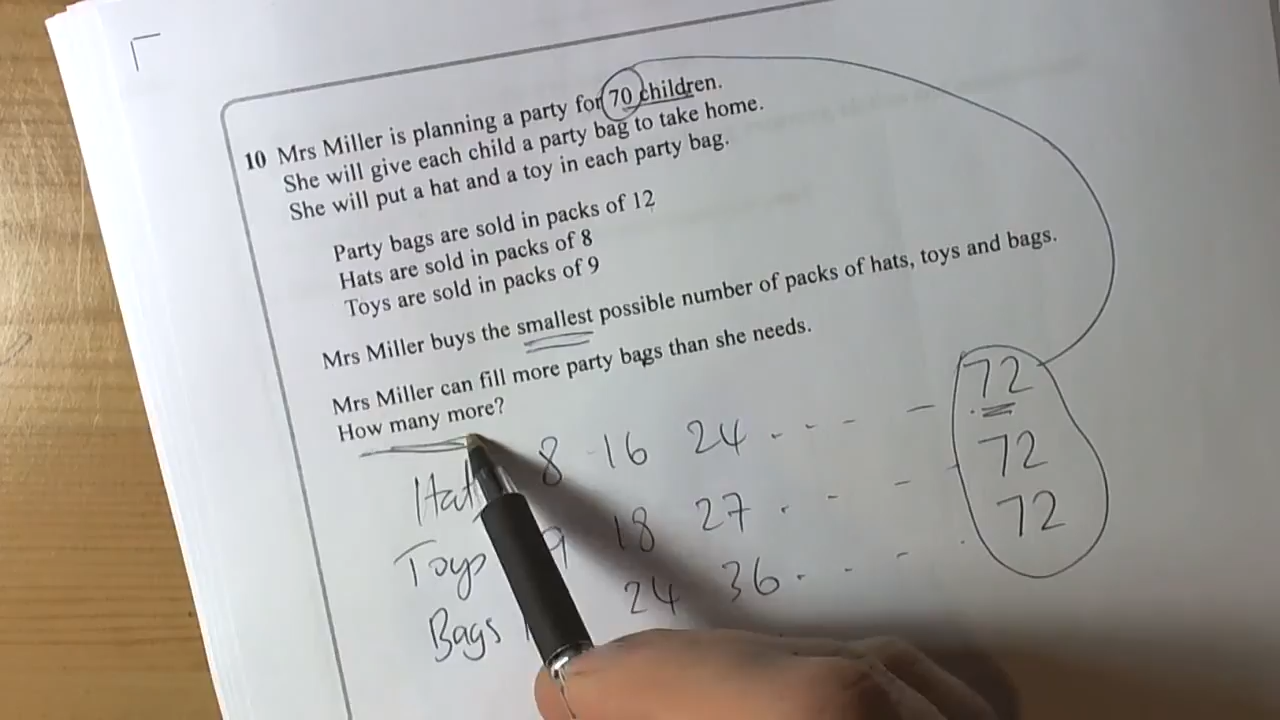 10 Mrs Miller is planning a party for 70 children.
She will give each child a party bag to take home.
She will put a hat and a toy in each party bag.
Party bags are sold in packs of 12
Hats are sold in packs of 8
Toys are sold in packs of 9
Mrs Miller buys the smallest possible number of packs of hats, toys and bags.
Mrs Miller can fill more party bags than she needs.
How many more?
8 16 24 . - - - . 72
Toys 9 18 27 . - - 72
Bags 24 36 . - - . 72